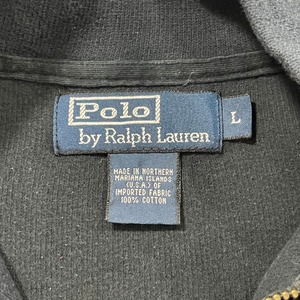 Polo
by Ralph Lauren
L
MADE IN NORTHERN
MARIANA ISLANDS
(U.S.A.) OF
IMPORTED FABRIC
100% COTTON